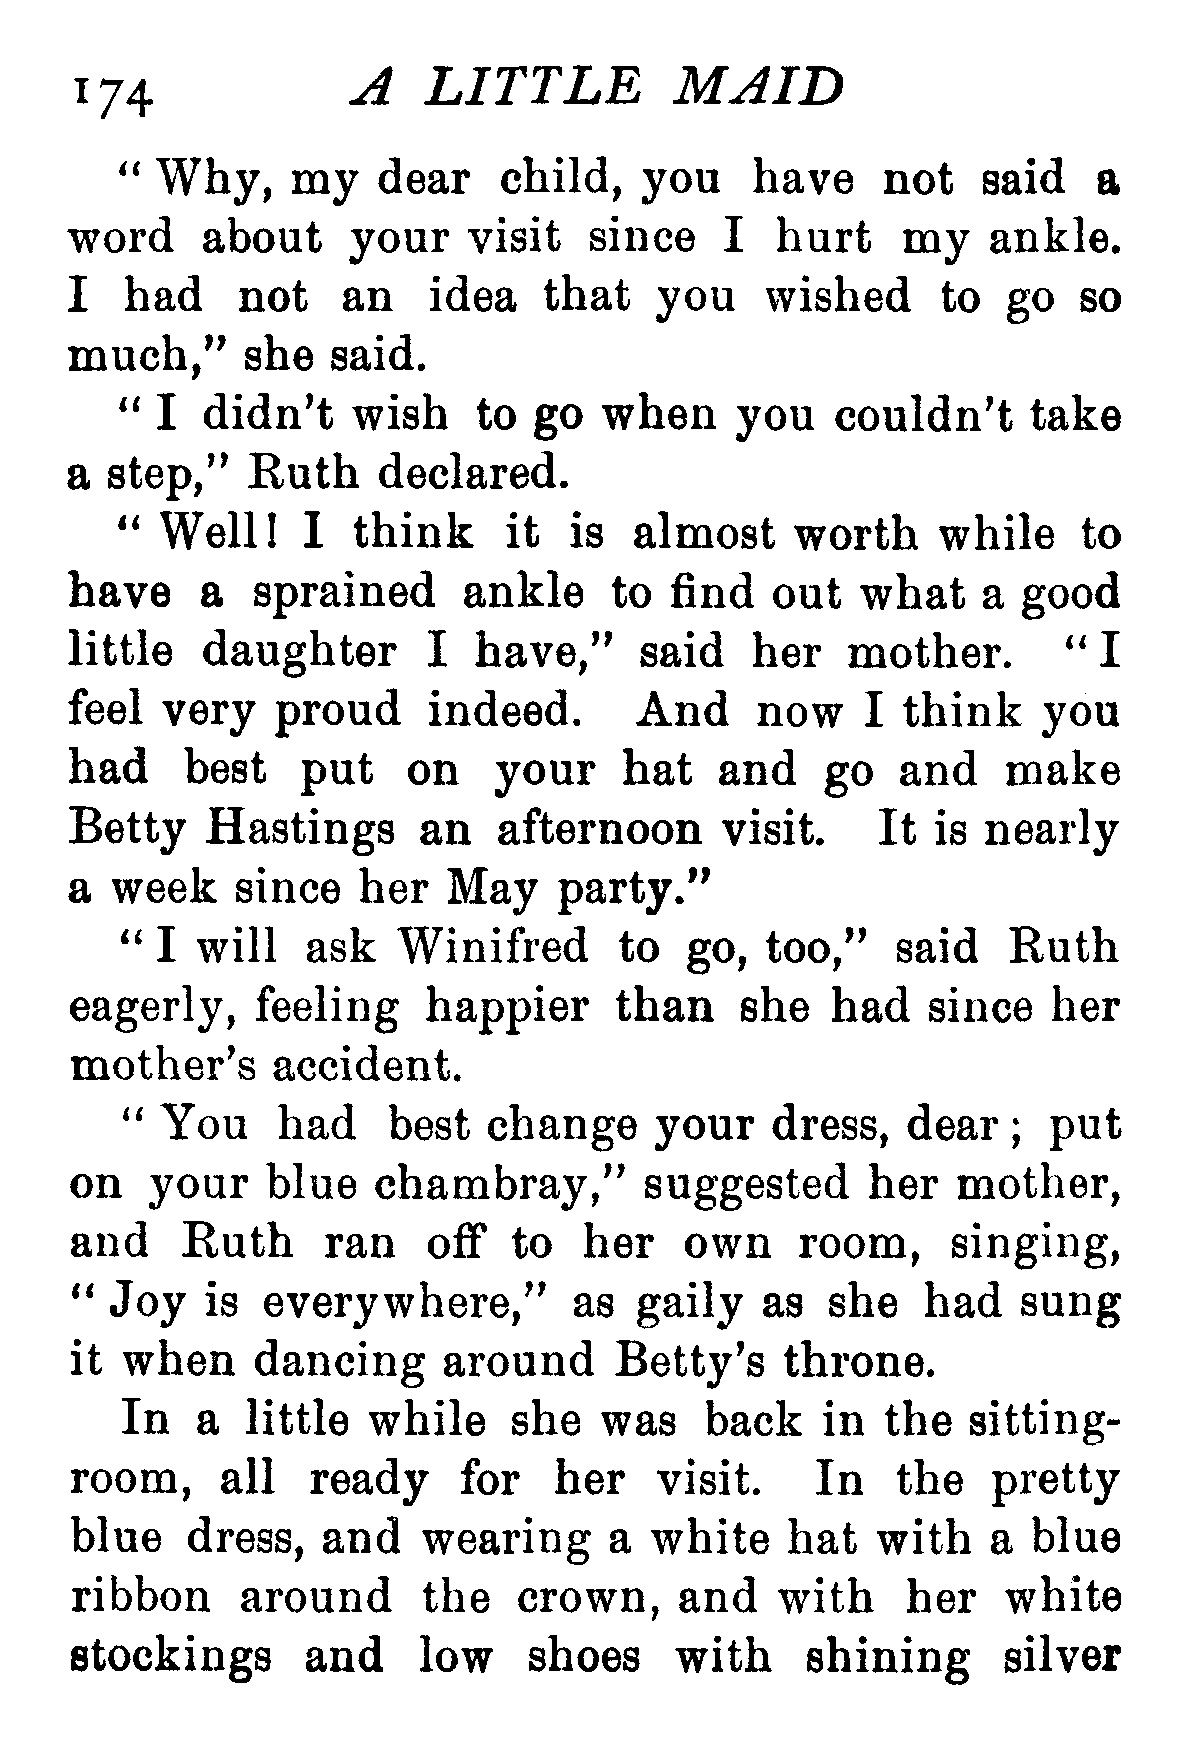 174 A LITTLE MAID
“ Why, my dear child, you have not said a
word about your visit since I hurt my ankle.
I had not an idea that you wished to go so
much,” she said.
“ I didn’t wish to go when you couldn’t take
a step,” Ruth declared.
“ Well! I think it is almost worth while to
have a sprained ankle to find out what a good
little daughter I have,” said her mother. “ I
feel very proud indeed. And now I think you
had best put on your hat and go and make
Betty Hastings an afternoon visit. It is nearly
a week since her May party.”
“ I will ask Winifred to go, too,” said Ruth
eagerly, feeling happier than she had since her
mother’s accident.
“ You had best change your dress, dear ; put
on your blue chambray,” suggested her mother,
and Ruth ran off to her own room, singing,
“ Joy is everywhere,” as gaily as she had sung
it when dancing around Betty’s throne.
In a little while she was back in the sitting-
room, all ready for her visit. In the pretty
blue dress, and wearing a white hat with a blue
ribbon around the crown, and with her white
stockings and low shoes with shining silver